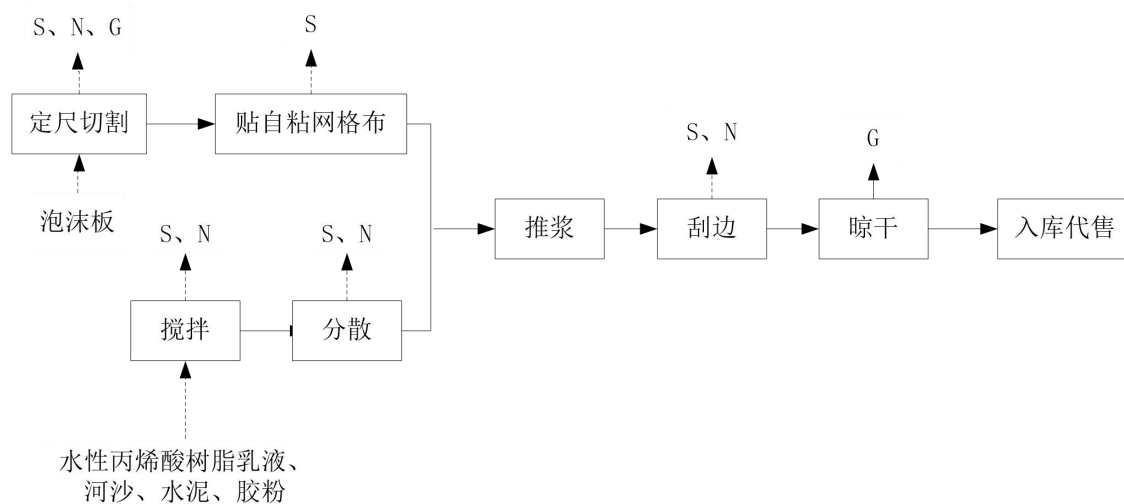 S、N、G
S
定尺切割
贴自粘网格布
泡沫板
S、N
S、N
搅拌
分散
水性丙烯酸树脂乳液、
河沙、水泥、胶粉
推浆
S、N
刮边
G
晾干
入库代售